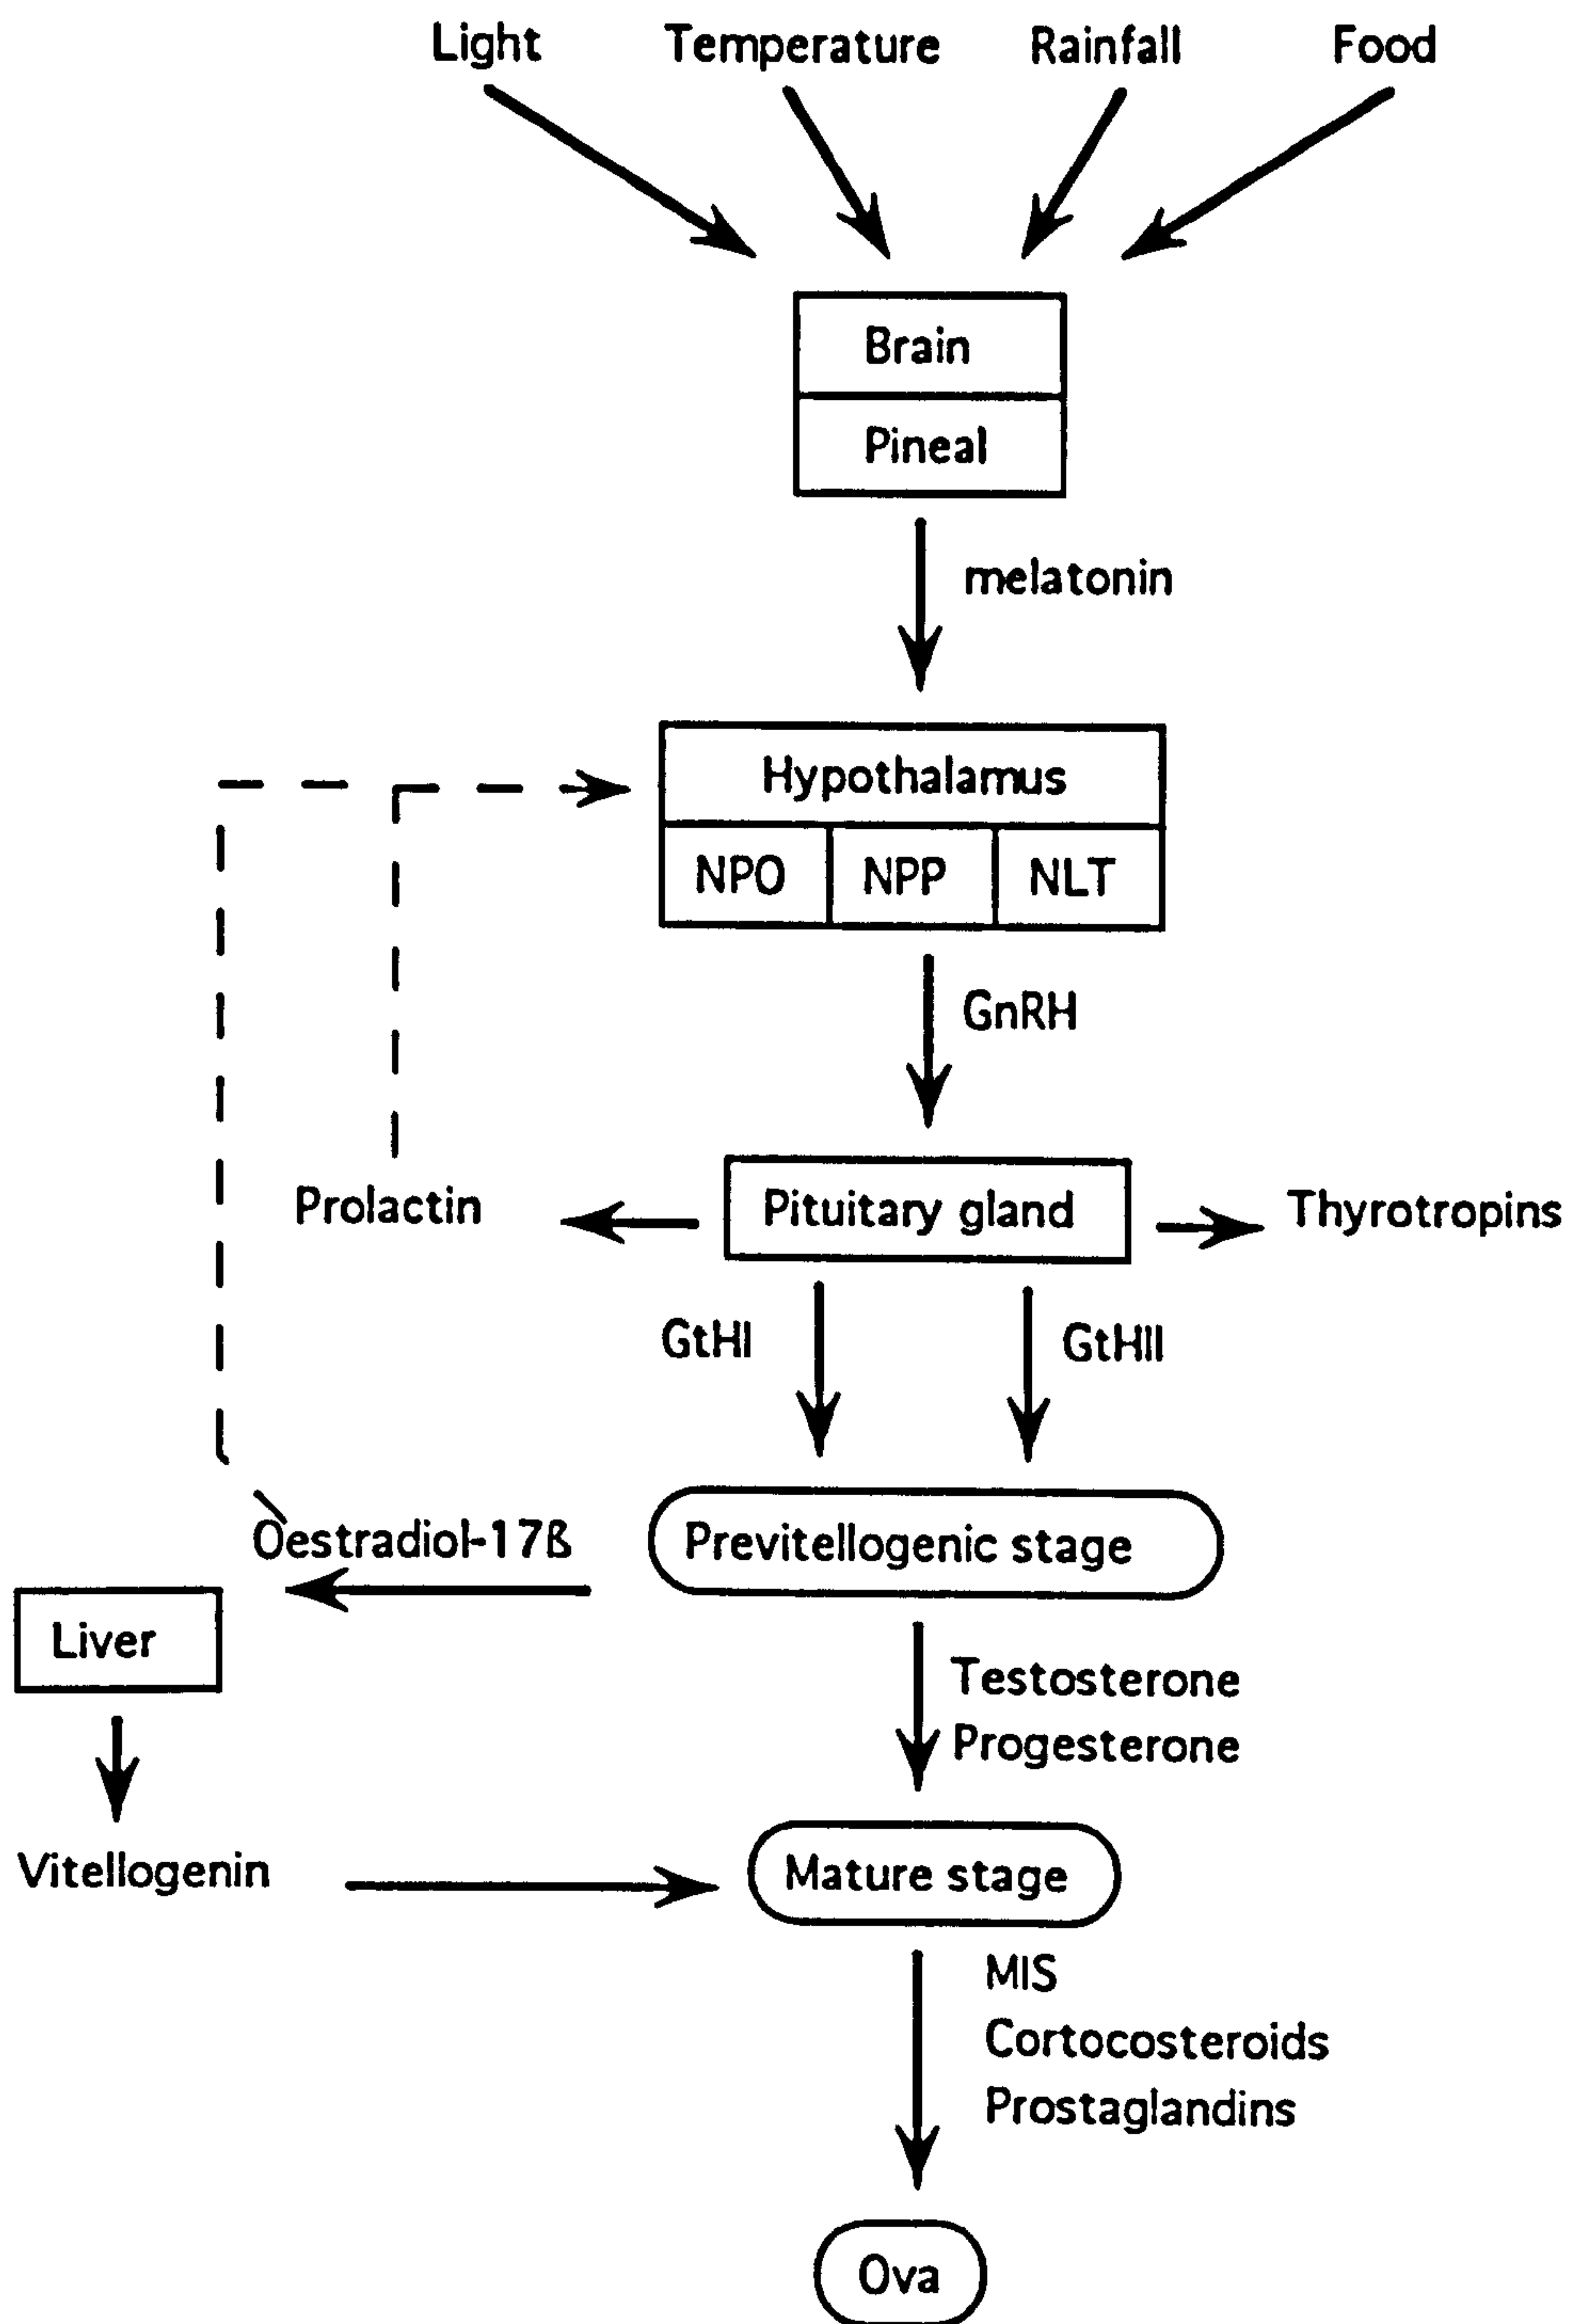 Light Temperature Rainfall Food
Brain
Pineal
melatonin
Hypothalamus
NPO NPP NLT
GnRH
Prolactin Pituitary gland Thyrotropins
GtHI GtHII
Oestradiol-17ß Previtellogenic stage
Liver
Testosterone
Progesterone
Vitellogenin Mature stage
MIS
Cortocosteroids
Prostaglandins
Ova